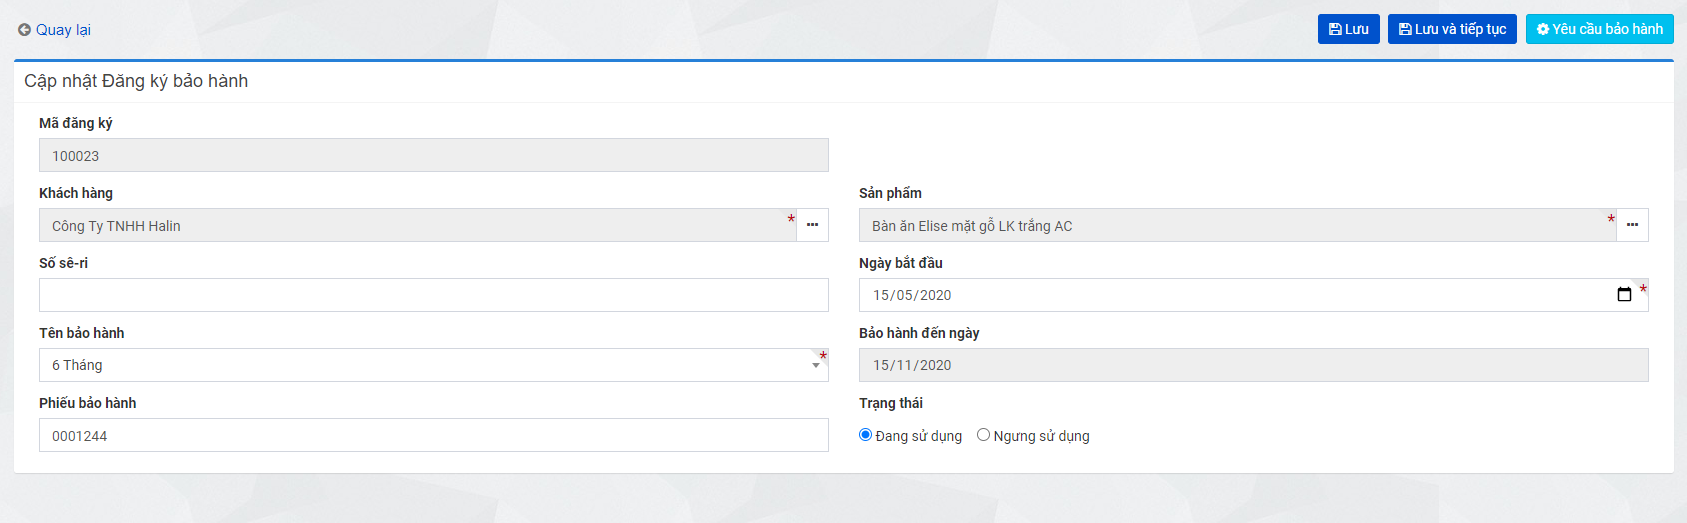 Quay lại
Lưu
Lưu và tiếp tục
Yêu cầu bảo hành
Cập nhật Đăng ký bảo hành
Mã đăng ký
100023
Khách hàng
Công Ty TNHH Halin *
Sản phẩm
Bàn ăn Elise mặt gỗ LK trắng AC *
Số sê-ri
Ngày bắt đầu
15/05/2020 *
Tên bảo hành
6 Tháng *
Bảo hành đến ngày
15/11/2020
Phiếu bảo hành
0001244
Trạng thái
Đang sử dụng Ngưng sử dụng